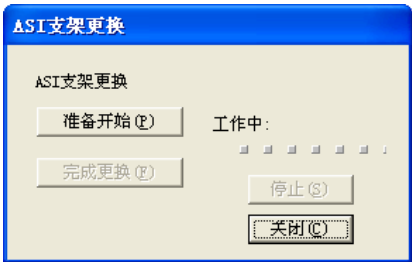 ASI支架更换
ASI支架更换
准备开始(P)
工作中:
完成更换(F)
停止(S)
关闭(C)